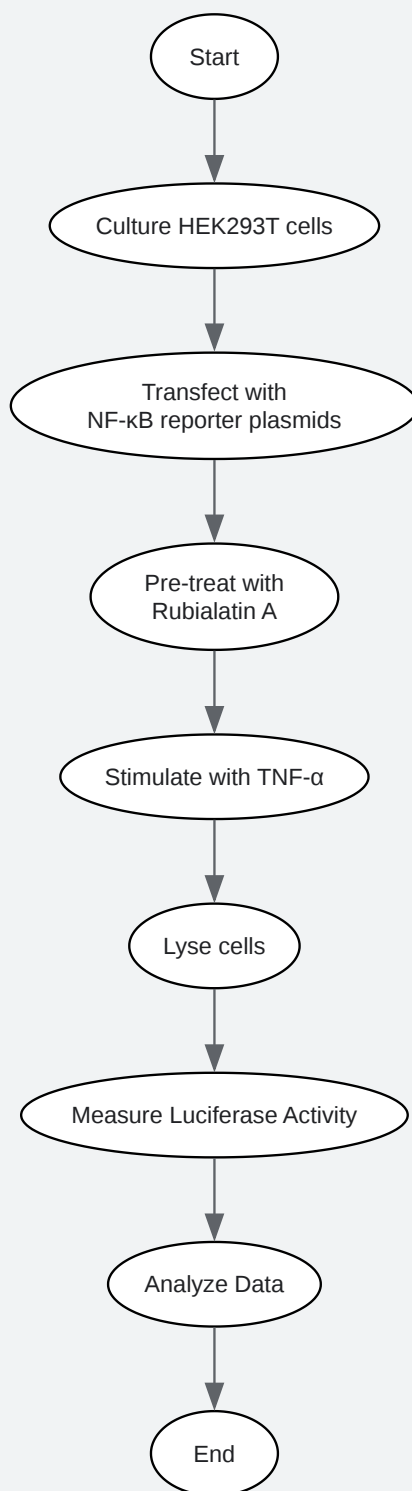 Start
Culture HEK293T cells
Transfect with
NF-κB reporter plasmids
Pre-treat with
Rubialatin A
Stimulate with TNF-α
Lyse cells
Measure Luciferase Activity
Analyze Data
End